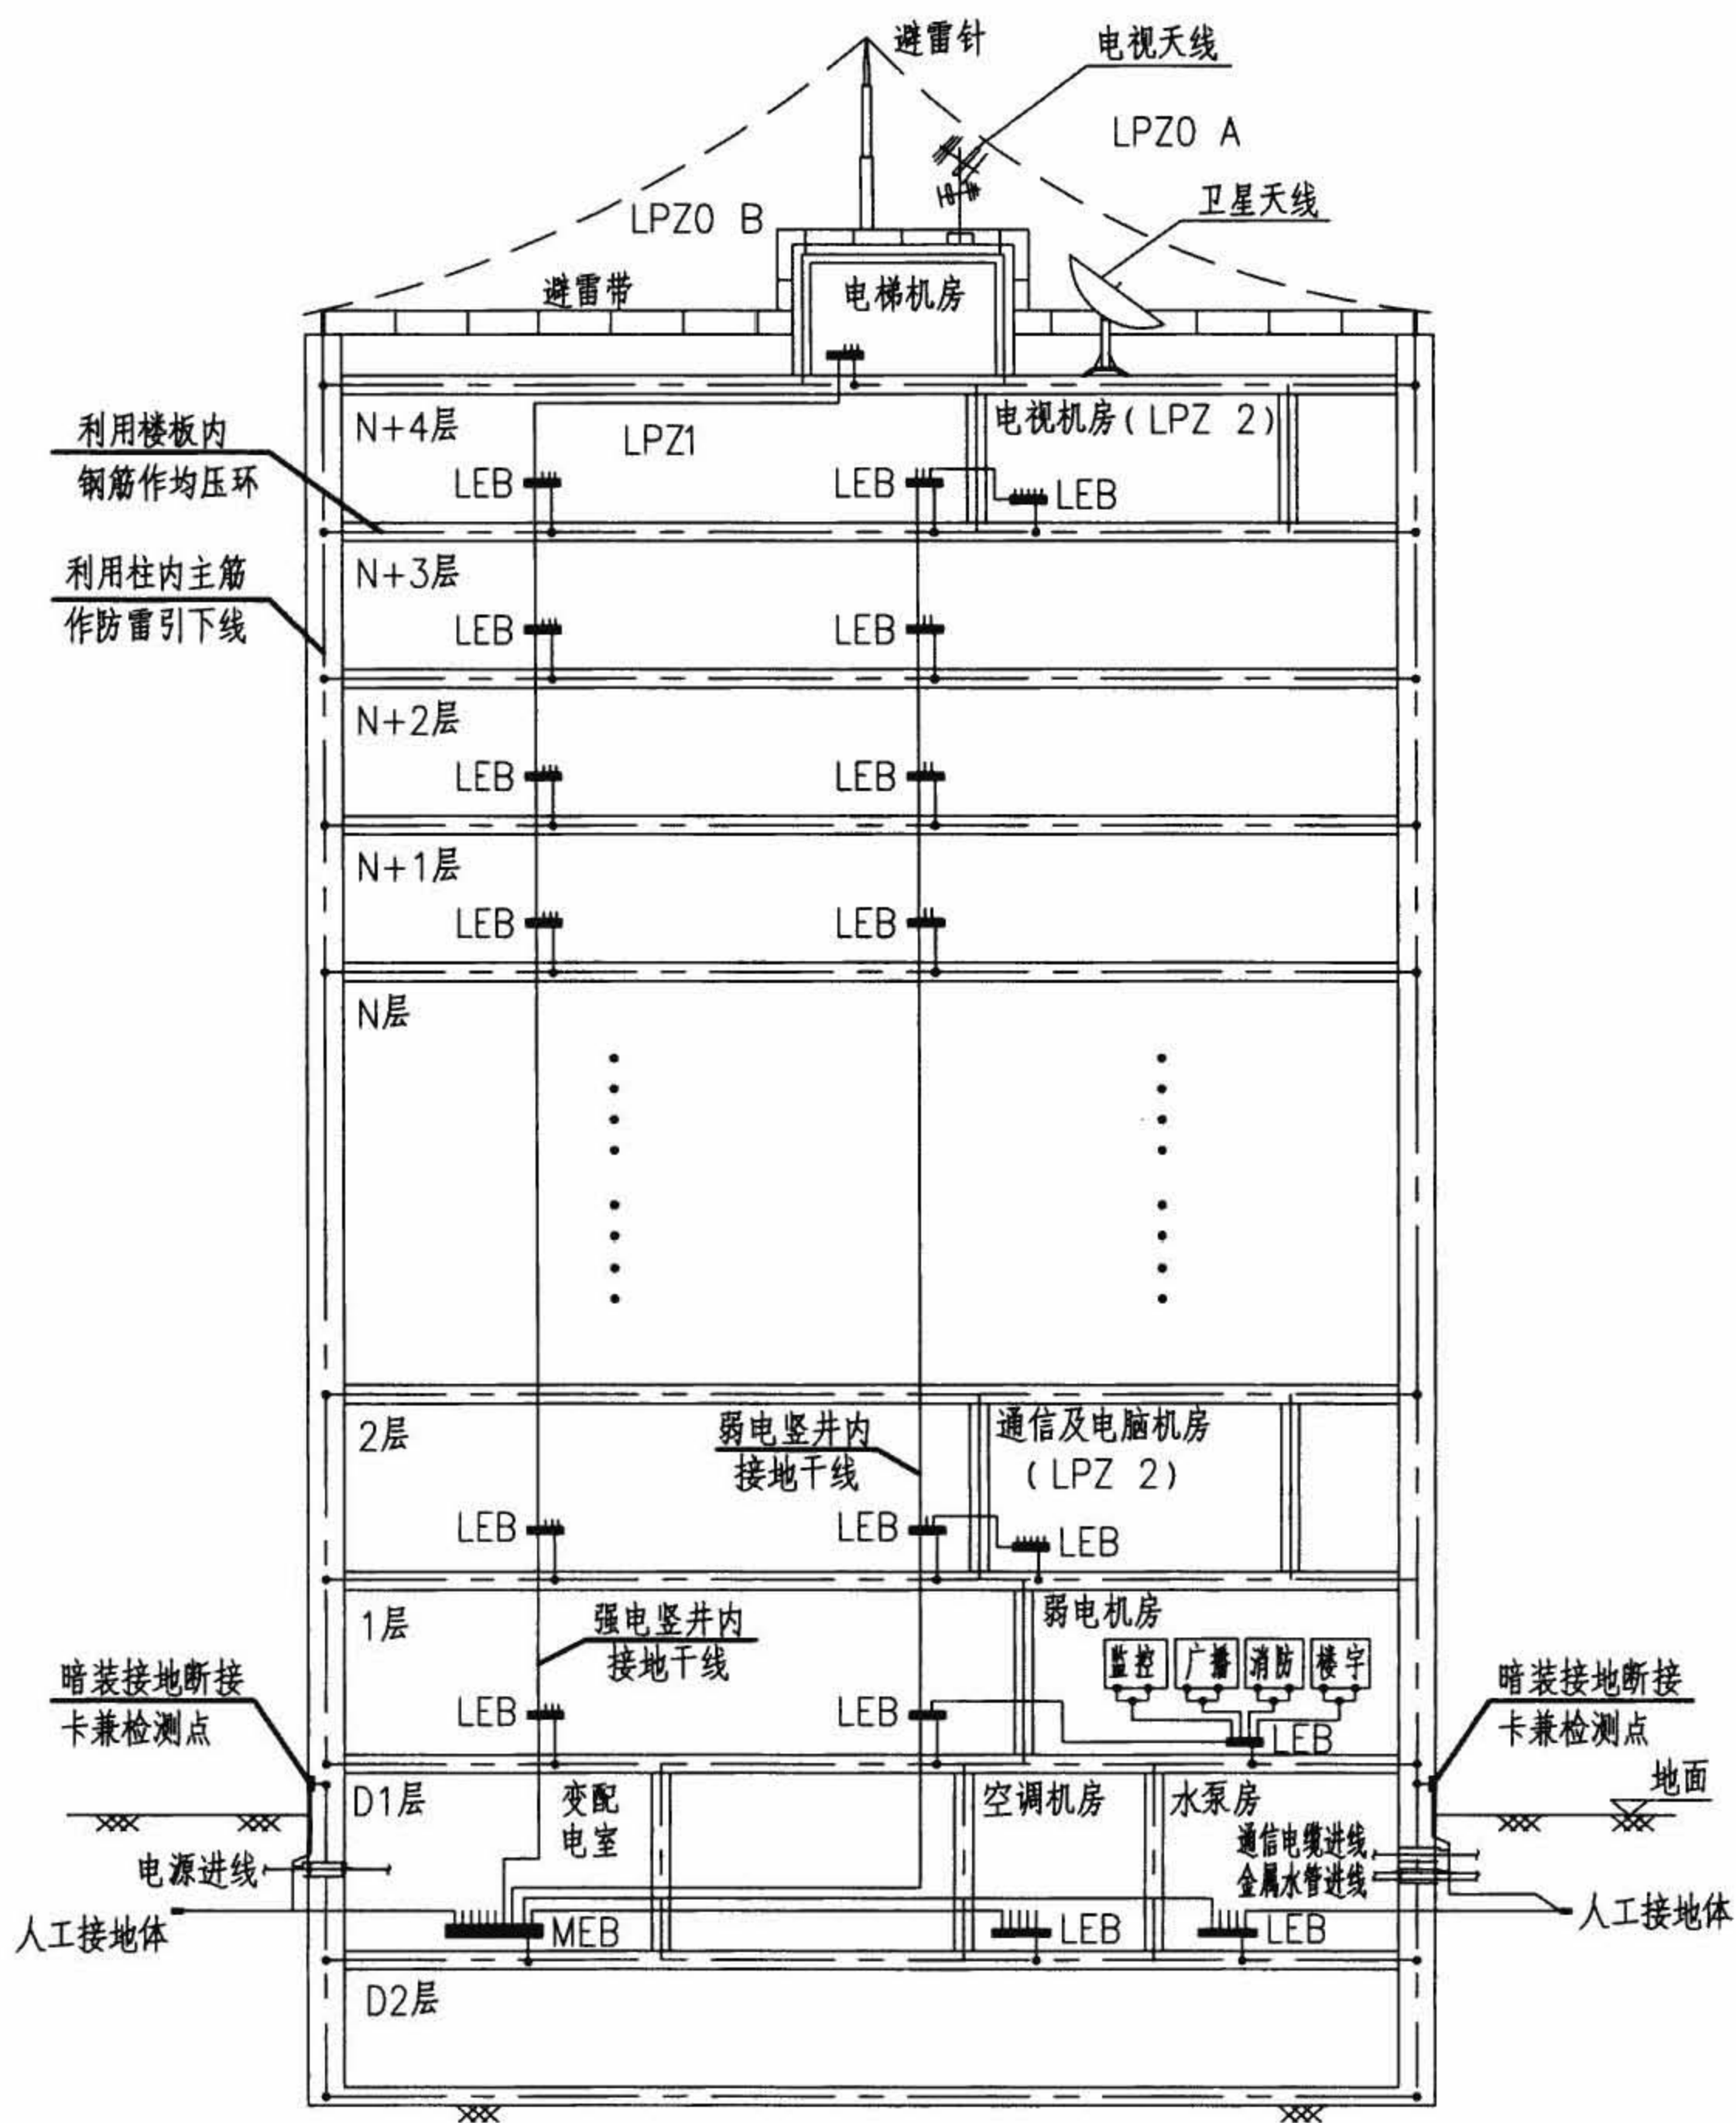 避雷针
电视天线
LPZ0 A
卫星天线
LPZ0 B
避雷带
电梯机房
N+4层
LPZ1
电视机房(LPZ 2)
利用楼板内
钢筋作均压环
LEB
LEB
LEB
N+3层
利用柱内主筋
作防雷引下线
LEB
LEB
N+2层
LEB
LEB
N+1层
LEB
LEB
N层
2层
弱电竖井内
接地干线
通信及电脑机房
(LPZ 2)
LEB
LEB
LEB
1层
强电竖井内
接地干线
弱电机房
监控
广播
消防
楼宇
LEB
LEB
LEB
暗装接地断接
卡兼检测点
暗装接地断接
卡兼检测点
地面
D1层
变配
电室
空调机房
水泵房
通信电缆进线
金属水管进线
电源进线
人工接地体
MEB
LEB
LEB
人工接地体
D2层